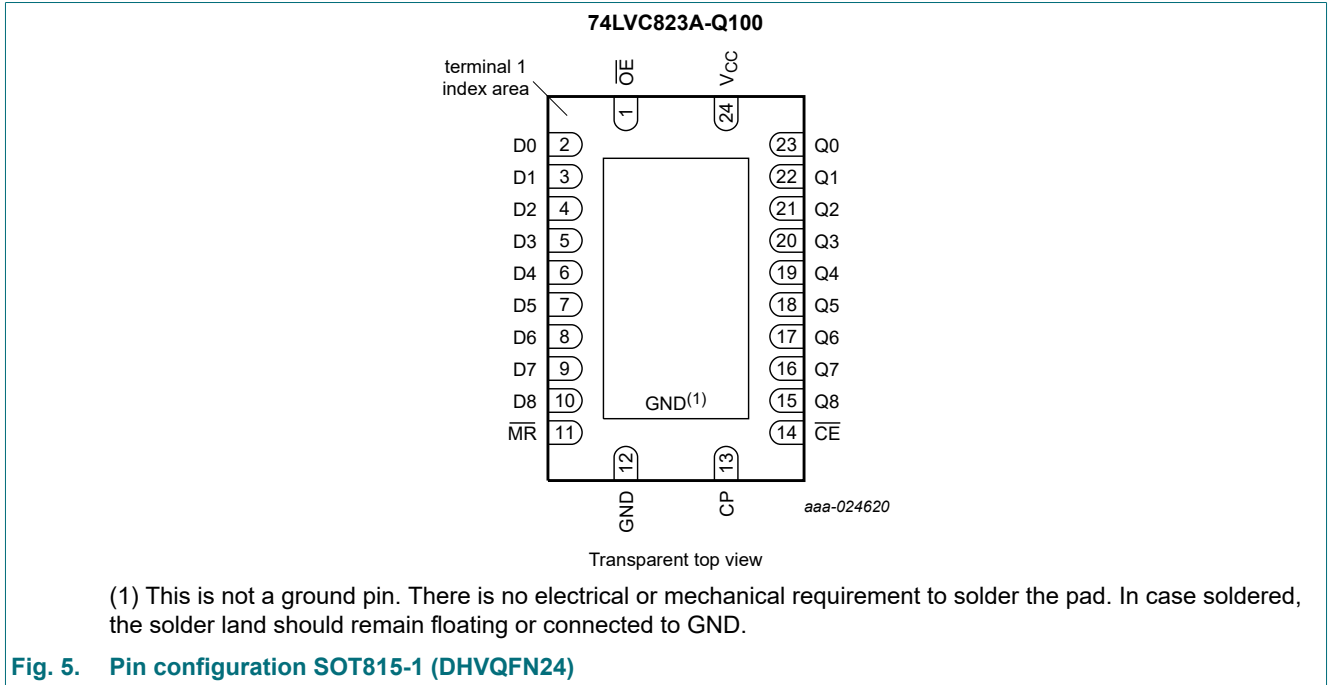 74LVC823A-Q100
terminal 1
index area
OE
VCC
1
24
D0 2
23 Q0
D1 3
22 Q1
D2 4
21 Q2
D3 5
20 Q3
D4 6
19 Q4
D5 7
18 Q5
D6 8
17 Q6
D7 9
16 Q7
D8 10
GND(1)
15 Q8
MR 11
14 CE
12
13
GND
CP
aaa-024620
Transparent top view
(1) This is not a ground pin. There is no electrical or mechanical requirement to solder the pad. In case soldered,
the solder land should remain floating or connected to GND.
Fig. 5. Pin configuration SOT815-1 (DHVQFN24)